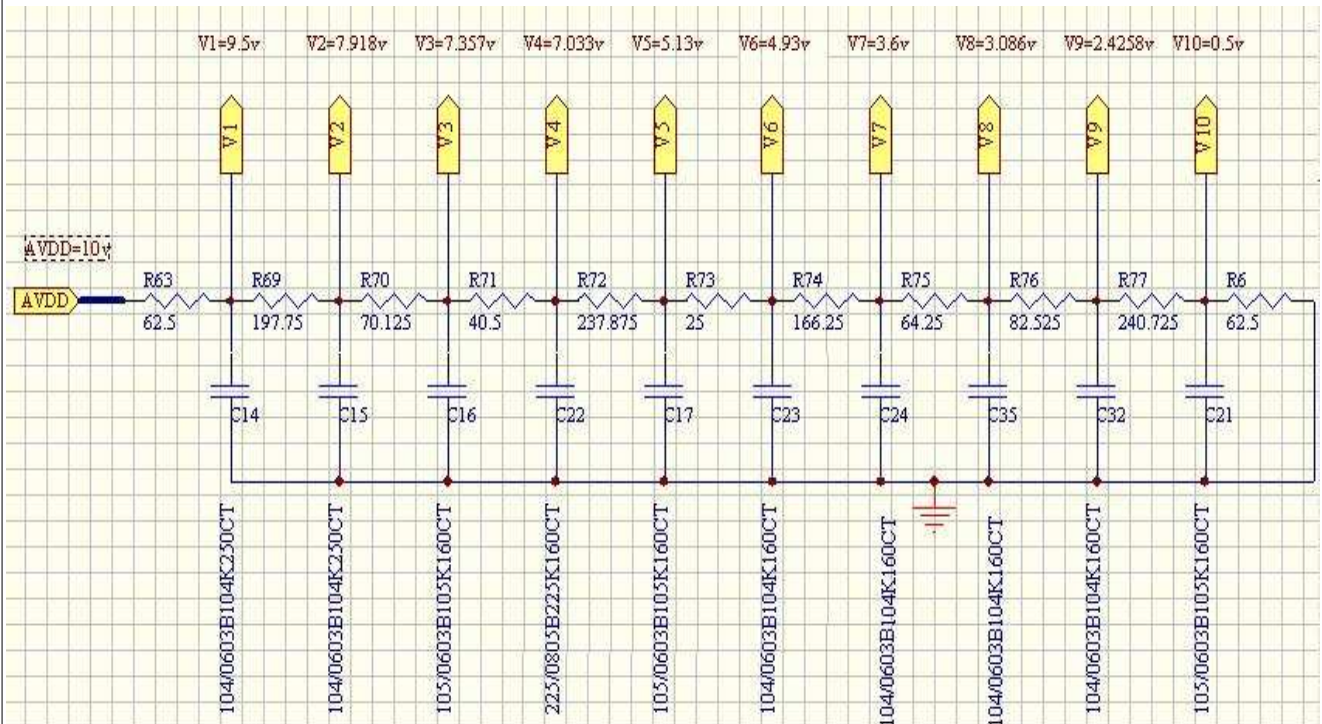 V1=9.5v V2=7.918v V3=7.357v V4=7.033v V5=5.13v V6=4.93v V7=3.6v V8=3.086v V9=2.4258v V10=0.5v
V1 V2 V3 V4 V5 V6 V7 V8 V9 V10
AVDD=10v
R63 R69 R70 R71 R72 R73 R74 R75 R76 R77 R6
AVDD
62.5 197.75 70.125 40.5 237.875 25 166.25 64.25 82.525 240.725 62.5
C14 C15 C16 C22 C17 C23 C24 C35 C32 C21
104/0603B104K250CT
104/0603B104K250CT
105/0603B105K160CT
225/0805B225K160CT
105/0603B105K160CT
104/0603B104K160CT
104/0603B104K160CT
104/0603B104K160CT
104/0603B104K160CT
105/0603B105K160CT